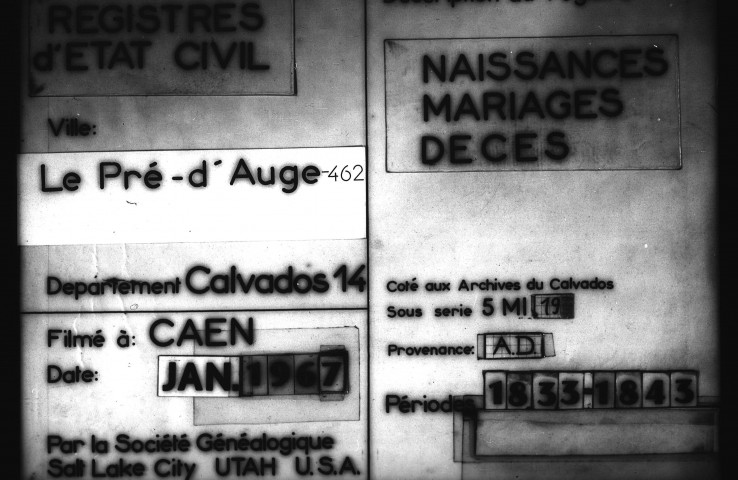 REGISTRES
d'ETAT CIVIL
Ville:
Le Pré-d'Auge-462
Département Calvados 14
Filmé à: CAEN
Date: JAN. 1967
Par la Société Généalogique
Salt Lake City UTAH U.S.A.
NAISSANCES
MARIAGES
DECES
Coté aux Archives du Calvados
Sous serie 5 MI 19
Provenance: A.D.
Périodes 1833-1843